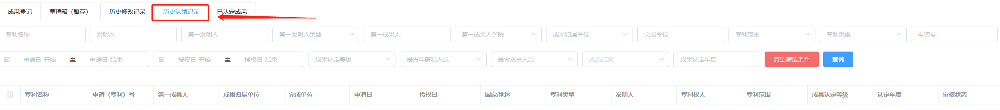 成果登记 草稿箱（暂存） 历史修改记录 历史认领记录 已认定成果
专利名称 发明人 第一发明人 第一发明人类型 第一成果人 第一成果人学院 成果归属单位 完成单位 专利范围 专利类型 申请号
申请日-开始 至 申请日-结束 授权日-开始 至 授权日-结束 成果认定等级 是否年薪制人员 是否双百人员 人员层次 成果认定年度 清空筛选条件 查询
专利名称 申请（专利）号 第一成果人 成果归属单位 完成单位 申请日 授权日 国家/地区 专利类型 发明人 专利权人 专利范围 成果认定等级 认定年度 审核状态